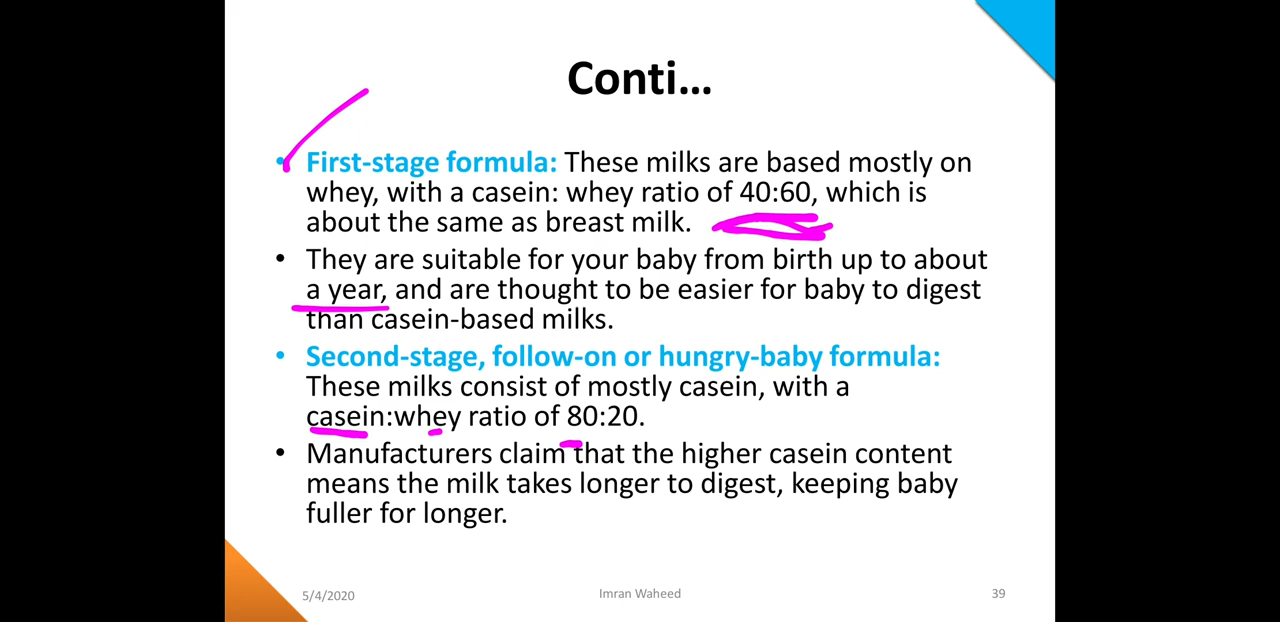 Conti...
• First-stage formula: These milks are based mostly on
whey, with a casein: whey ratio of 40:60, which is
about the same as breast milk.
• They are suitable for your baby from birth up to about
a year, and are thought to be easier for baby to digest
than casein-based milks.
• Second-stage, follow-on or hungry-baby formula:
These milks consist of mostly casein, with a
casein:whey ratio of 80:20.
• Manufacturers claim that the higher casein content
means the milk takes longer to digest, keeping baby
fuller for longer.
5/4/2020 Imran Waheed 39